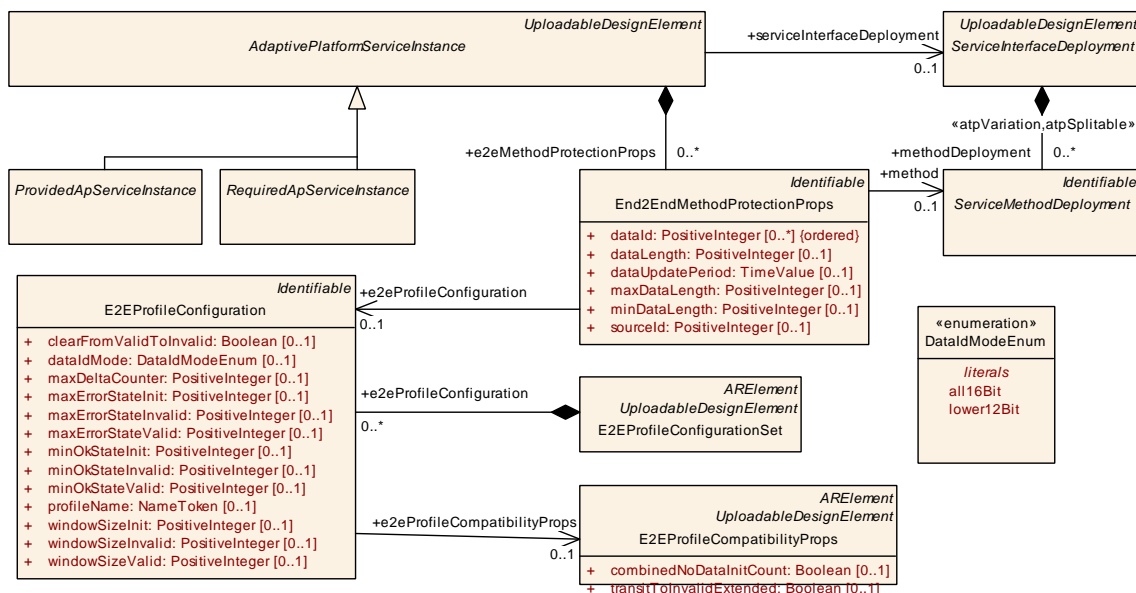 UploadableDesignElement
AdaptivePlatformServiceInstance
+serviceInterfaceDeployment
0..1
UploadableDesignElement
ServiceInterfaceDeployment
«atpVariation,atpSplitable»
+e2eMethodProtectionProps
0..*
+methodDeployment
0..*
ProvidedApServiceInstance
RequiredApServiceInstance
Identifiable
End2EndMethodProtectionProps
+ dataId: PositiveInteger [0..*] {ordered}
+ dataLength: PositiveInteger [0..1]
+ dataUpdatePeriod: TimeValue [0..1]
+ maxDataLength: PositiveInteger [0..1]
+ minDataLength: PositiveInteger [0..1]
+ sourceId: PositiveInteger [0..1]
+method
0..1
Identifiable
ServiceMethodDeployment
Identifiable
E2EProfileConfiguration
+ clearFromValidToInvalid: Boolean [0..1]
+ dataIdMode: DataIdModeEnum [0..1]
+ maxDeltaCounter: PositiveInteger [0..1]
+ maxErrorStateInit: PositiveInteger [0..1]
+ maxErrorStateInvalid: PositiveInteger [0..1]
+ maxErrorStateValid: PositiveInteger [0..1]
+ minOkStateInit: PositiveInteger [0..1]
+ minOkStateInvalid: PositiveInteger [0..1]
+ minOkStateValid: PositiveInteger [0..1]
+ profileName: NameToken [0..1]
+ windowSizeInit: PositiveInteger [0..1]
+ windowSizeInvalid: PositiveInteger [0..1]
+ windowSizeValid: PositiveInteger [0..1]
+e2eProfileConfiguration
0..1
+e2eProfileConfiguration
0..*
ARElement
UploadableDesignElement
E2EProfileConfigurationSet
«enumeration»
DataIdModeEnum
literals
all16Bit
lower12Bit
+e2eProfileCompatibilityProps
0..1
ARElement
UploadableDesignElement
E2EProfileCompatibilityProps
+ combinedNoDataInitCount: Boolean [0..1]
+ transitToInvalidExtended: Boolean [0..1]